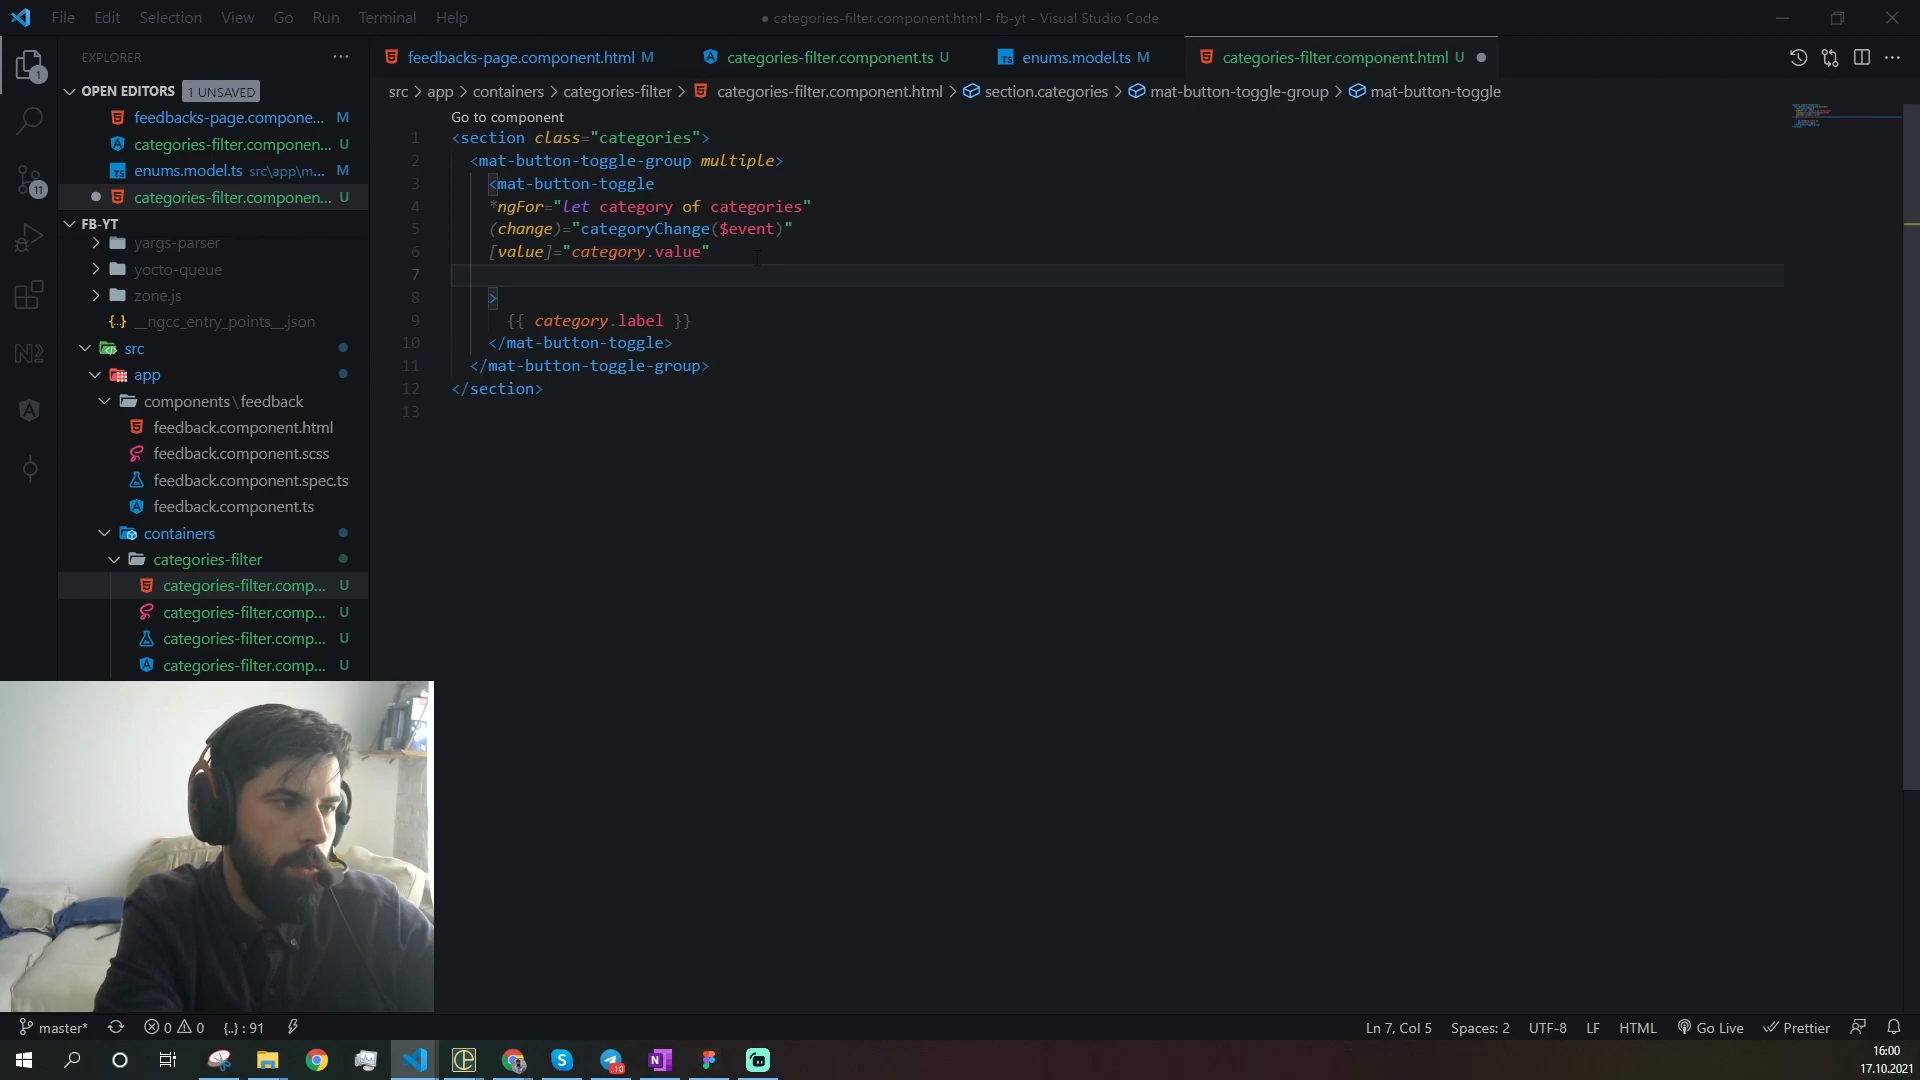 File Edit Selection View Go Run Terminal Help
● categories-filter.component.html - fb-yt - Visual Studio Code
EXPLORER
OPEN EDITORS 1 UNSAVED
feedbacks-page.compone... M
categories-filter.componen... U
enums.model.ts src\app\m... M
categories-filter.componen... U
FB-YT
yargs-parser
yocto-queue
zone.js
__ngcc_entry_points__.json
src
app
components\feedback
feedback.component.html
feedback.component.scss
feedback.component.spec.ts
feedback.component.ts
containers
categories-filter
categories-filter.comp... U
categories-filter.comp... U
categories-filter.comp... U
categories-filter.comp... U
1
11
feedbacks-page.component.html M
categories-filter.component.ts U
enums.model.ts M
categories-filter.component.html U
src > app > containers > categories-filter > categories-filter.component.html > section.categories > mat-button-toggle-group > mat-button-toggle
Go to component
1 <section class="categories">
2 <mat-button-toggle-group multiple>
3 <mat-button-toggle
4 *ngFor="let category of categories"
5 (change)="categoryChange($event)"
6 [value]="category.value"
7
8 >
9 {{ category.label }}
10 </mat-button-toggle>
11 </mat-button-toggle-group>
12 </section>
13
master* 0 0 {..} : 91
Ln 7, Col 5 Spaces: 2 UTF-8 LF HTML Go Live Prettier
16:00
17.10.2021